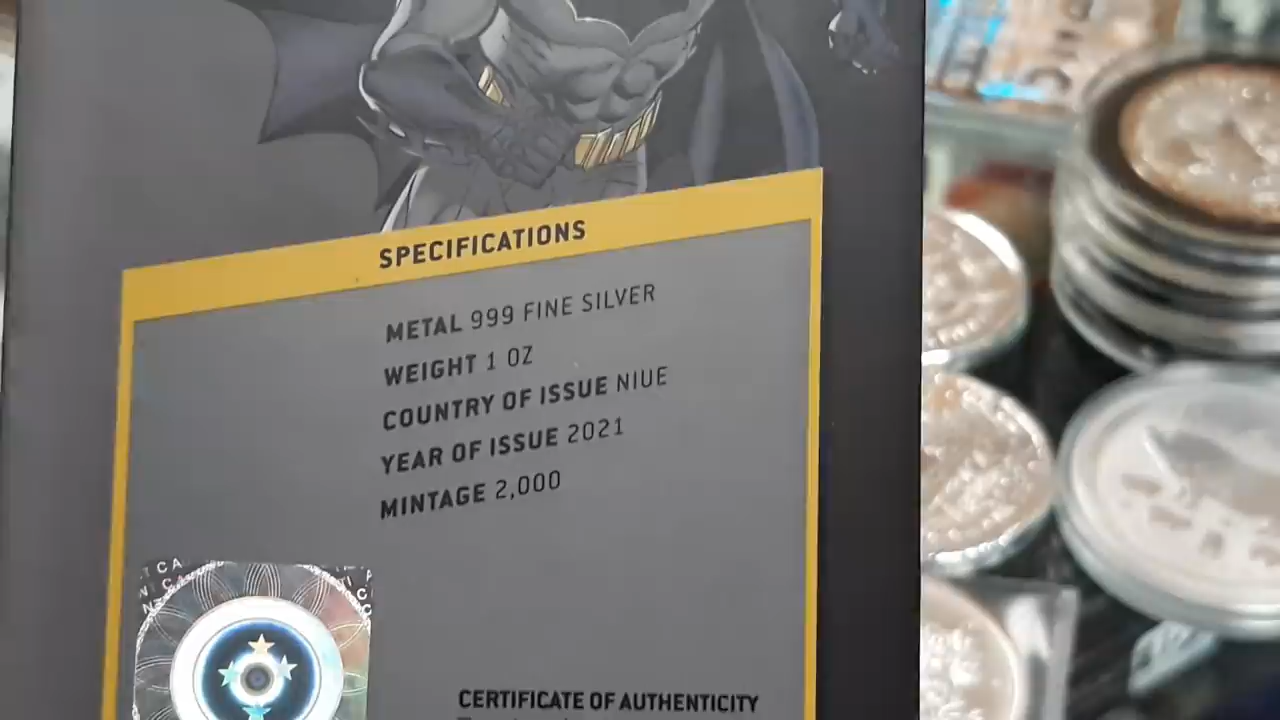 SPECIFICATIONS
METAL 999 FINE SILVER
WEIGHT 1 OZ
COUNTRY OF ISSUE NIUE
YEAR OF ISSUE 2021
MINTAGE 2,000
CERTIFICATE OF AUTHENTICITY